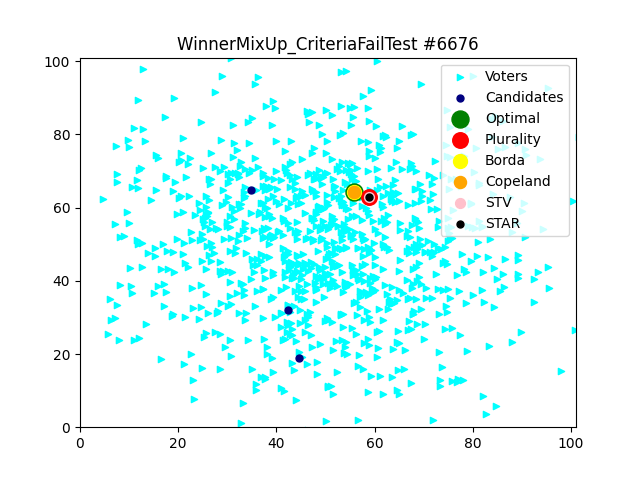 WinnerMixUp_CriteriaFailTest #6676
100
80
60
40
20
0
0 20 40 60 80 100
Voters
Candidates
Optimal
Plurality
Borda
Copeland
STV
STAR